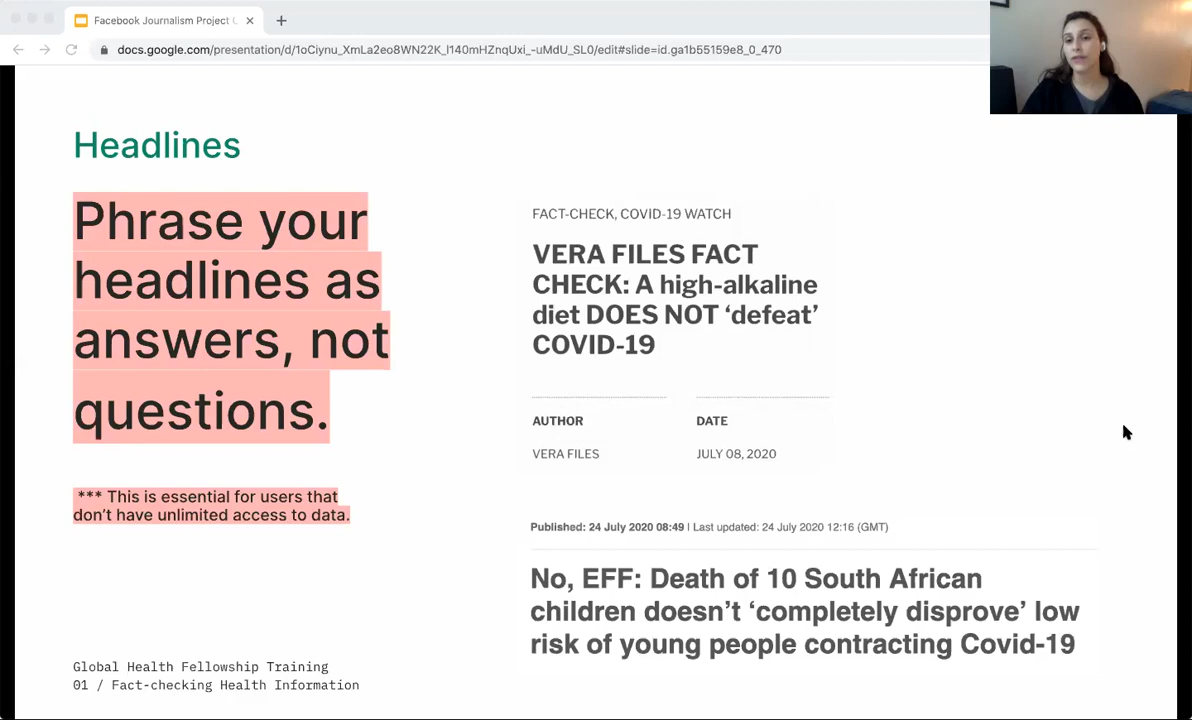 Facebook Journalism Project
docs.google.com/presentation/d/1oCiynu_XmLa2eo8WN22K_l140mHZnqUxi_-uMdU_SL0/edit#slide=id.ga1b55159e8_0_470
Headlines
Phrase your
headlines as
answers, not
questions.
*** This is essential for users that
don't have unlimited access to data.
Global Health Fellowship Training
01 / Fact-checking Health Information
FACT-CHECK, COVID-19 WATCH
VERA FILES FACT
CHECK: A high-alkaline
diet DOES NOT ‘defeat’
COVID-19
AUTHOR DATE
VERA FILES JULY 08, 2020
Published: 24 July 2020 08:49 | Last updated: 24 July 2020 12:16 (GMT)
No, EFF: Death of 10 South African
children doesn’t ‘completely disprove’ low
risk of young people contracting Covid-19